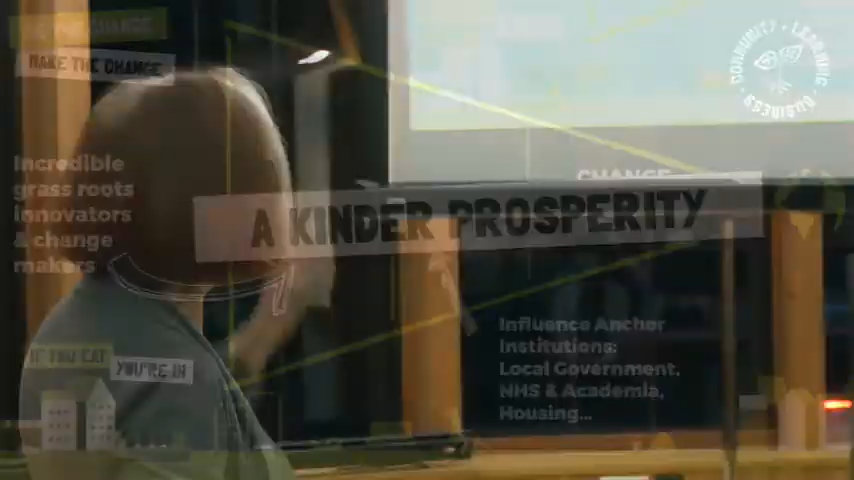 MAKE THE CHANGE
COMMUNITY • LEARNING • BUSINESS •
Incredible
grass roots
innovators
& change
makers
CHANGE
A KINDER PROSPERITY
Influence Anchor
Institutions:
Local Government,
NHS & Academia,
Housing...
IF YOU EAT
YOU'RE IN